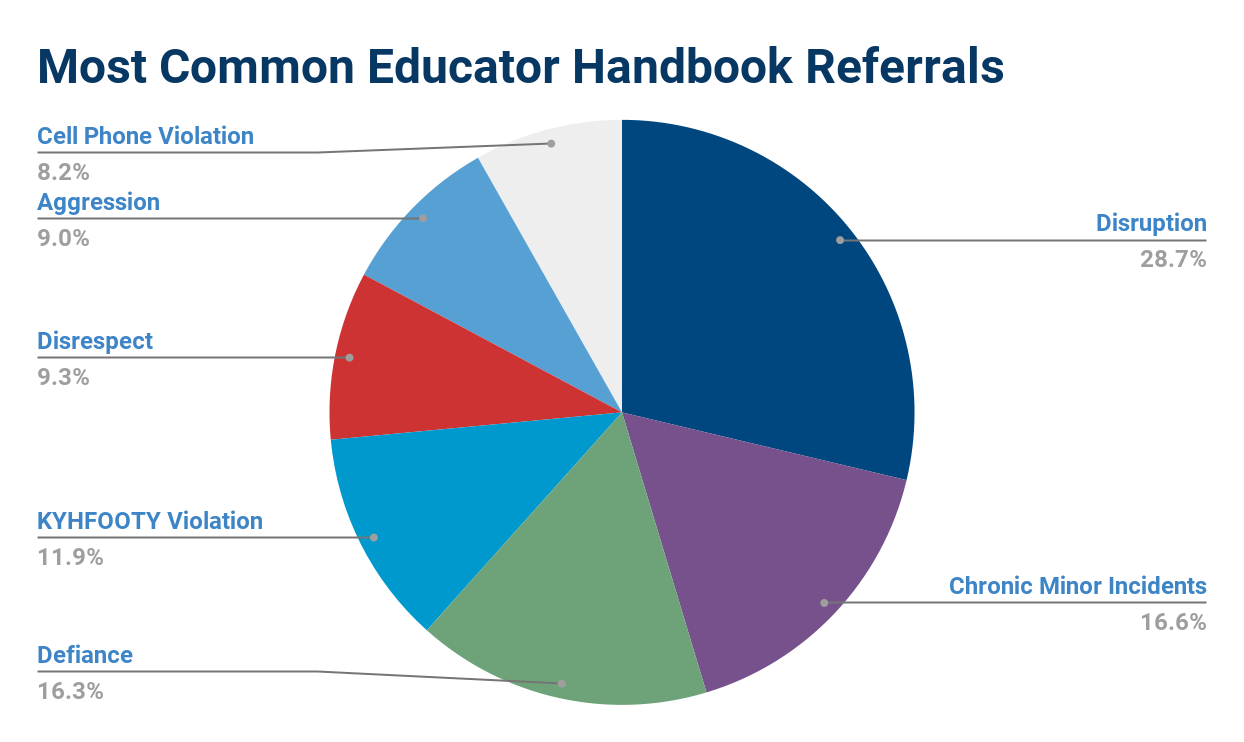 Most Common Educator Handbook Referrals
Cell Phone Violation
8.2%
Aggression
9.0%
Disrespect
9.3%
KYHFOOTY Violation
11.9%
Defiance
16.3%
Disruption
28.7%
Chronic Minor Incidents
16.6%